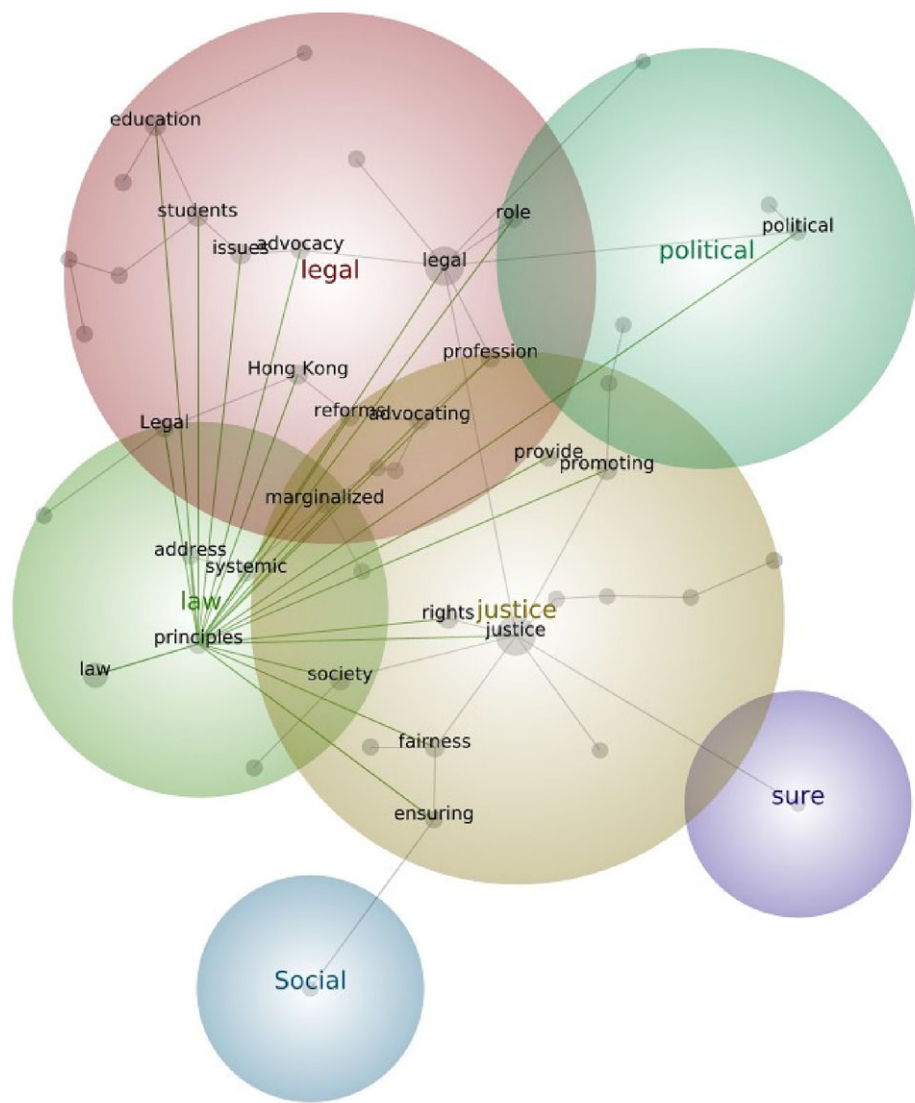 education
students
role
political
issues
advocacy
legal
political
legal
profession
Hong Kong
reforms
advocating
Legal
provide
promoting
marginalized
address
systemic
law
rights
justice
principles
justice
law
society
fairness
sure
ensuring
Social